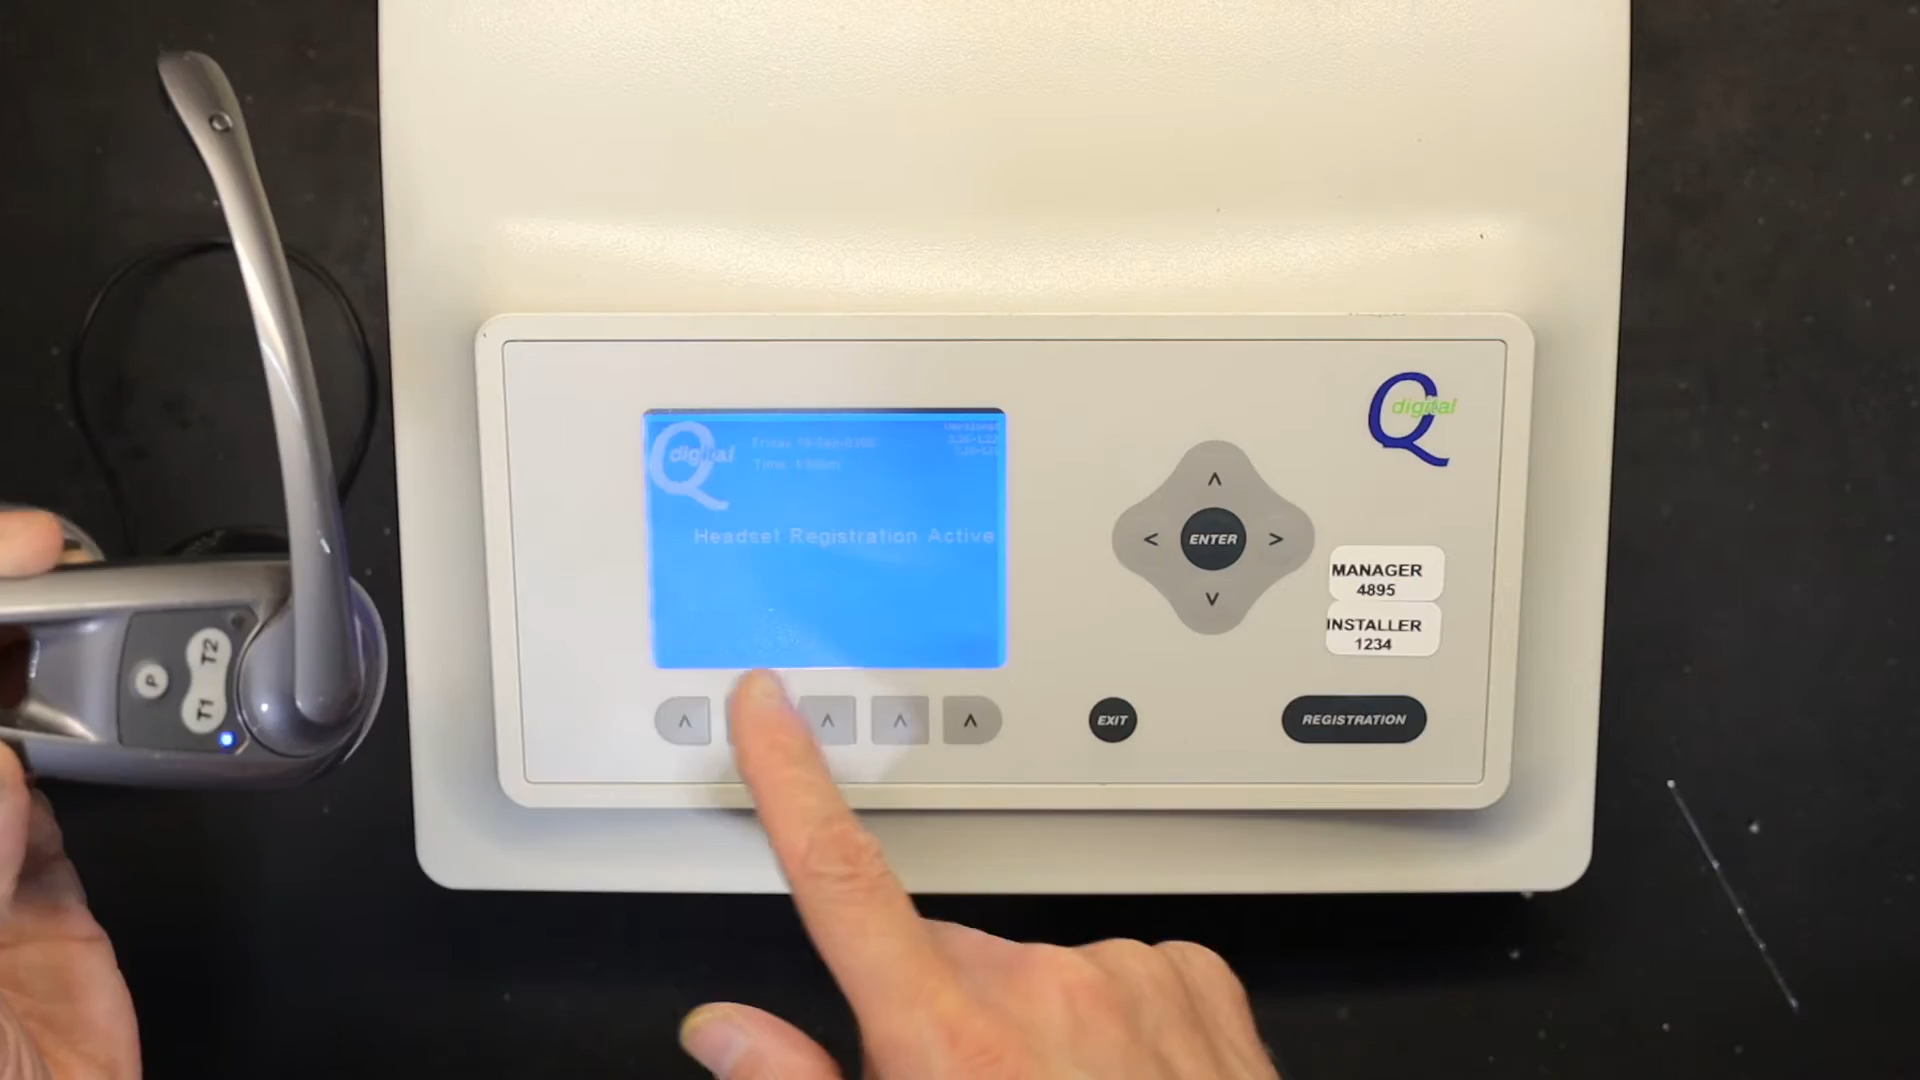 Q digital
Headset Registration Active
Q digital
ENTER
MANAGER
4895
INSTALLER
1234
EXIT
REGISTRATION
P
T1
T2